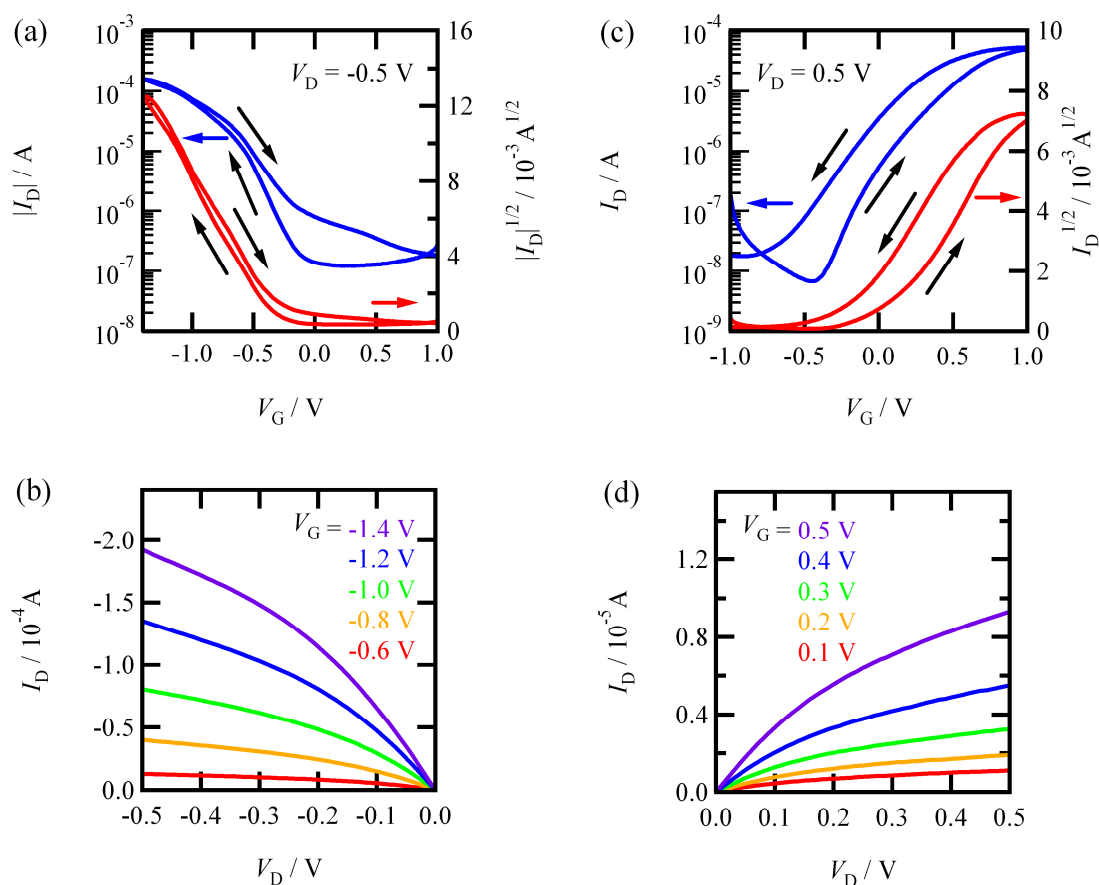 (a)
V_D = -0.5 V
10^-3
10^-4
10^-5
10^-6
10^-7
10^-8
|I_D| / A
16
12
8
4
0
|I_D|^1/2 / 10^-3 A^1/2
-1.0 -0.5 0.0 0.5 1.0
V_G / V
(c)
V_D = 0.5 V
10^-4
10^-5
10^-6
10^-7
10^-8
10^-9
I_D / A
10
8
6
4
2
0
I_D^1/2 / 10^-3 A^1/2
-1.0 -0.5 0.0 0.5 1.0
V_G / V
(b)
V_G = -1.4 V
-1.2 V
-1.0 V
-0.8 V
-0.6 V
-2.0
-1.5
-1.0
-0.5
0.0
I_D / 10^-4 A
-0.5 -0.4 -0.3 -0.2 -0.1 0.0
V_D / V
(d)
V_G = 0.5 V
0.4 V
0.3 V
0.2 V
0.1 V
1.2
0.8
0.4
0.0
I_D / 10^-5 A
0.0 0.1 0.2 0.3 0.4 0.5
V_D / V